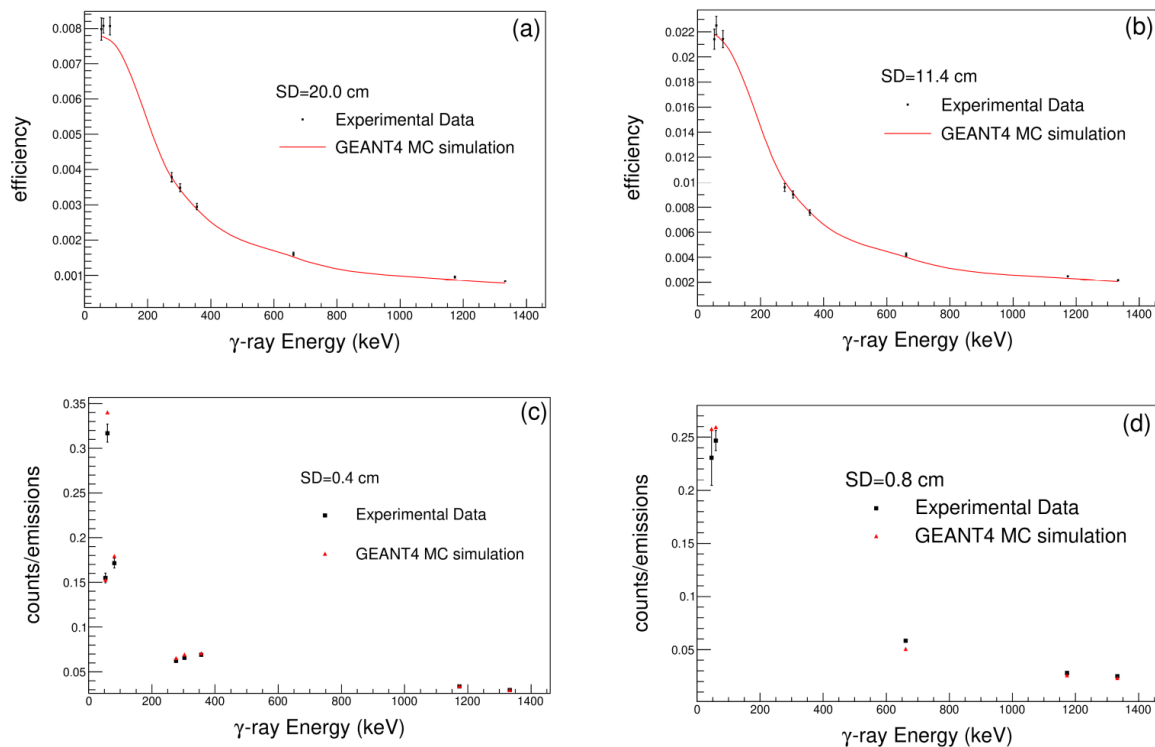 (a)
SD=20.0 cm
Experimental Data
GEANT4 MC simulation
efficiency
0.008
0.007
0.006
0.005
0.004
0.003
0.002
0.001
0 200 400 600 800 1000 1200 1400
γ-ray Energy (keV)
(b)
SD=11.4 cm
Experimental Data
GEANT4 MC simulation
efficiency
0.022
0.02
0.018
0.016
0.014
0.012
0.01
0.008
0.006
0.004
0.002
0 200 400 600 800 1000 1200 1400
γ-ray Energy (keV)
(c)
SD=0.4 cm
Experimental Data
GEANT4 MC simulation
counts/emissions
0.35
0.3
0.25
0.2
0.15
0.1
0.05
0 200 400 600 800 1000 1200 1400
γ-ray Energy (keV)
(d)
SD=0.8 cm
Experimental Data
GEANT4 MC simulation
counts/emissions
0.25
0.2
0.15
0.1
0.05
0 200 400 600 800 1000 1200 1400
γ-ray Energy (keV)